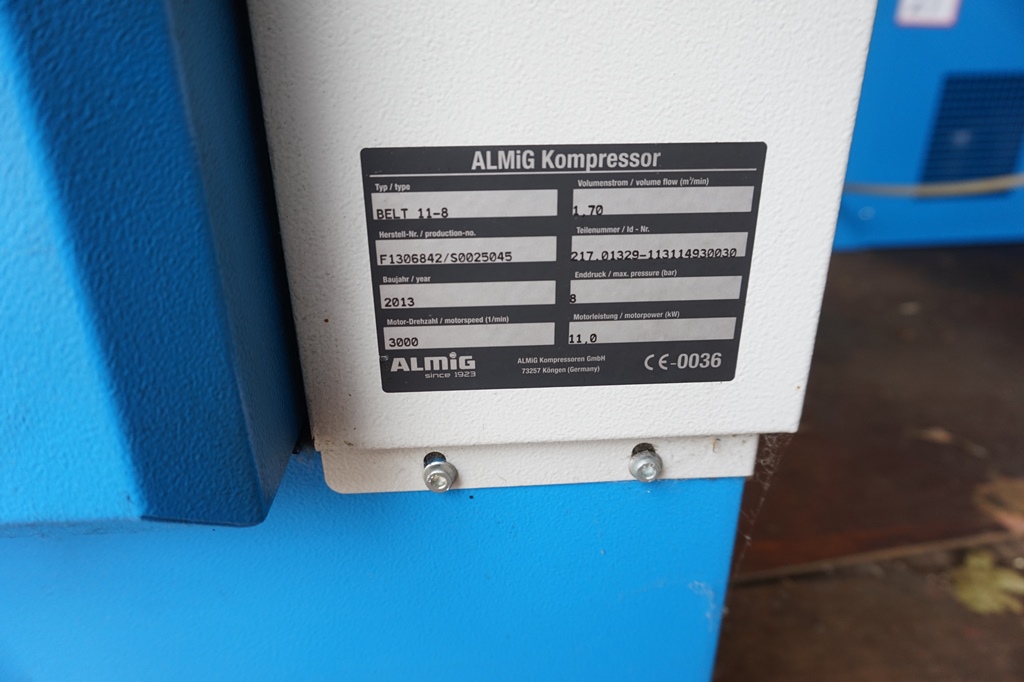 ALMiG Kompressor
Typ / type
BELT 11-8
Volumenstrom / volume flow (m³/min)
1.70
Herstell-Nr. / production-no.
F1306842/S0025045
Teilenummer / Id - Nr.
217.01329-113114930030
Baujahr / year
2013
Enddruck / max. pressure (bar)
8
Motor-Drehzahl / motorspeed (1/min)
3000
Motorleistung / motorpower (kW)
11,0
ALMiG
since 1923
ALMiG Kompressoren GmbH
73257 Köngen (Germany)
CE-0036